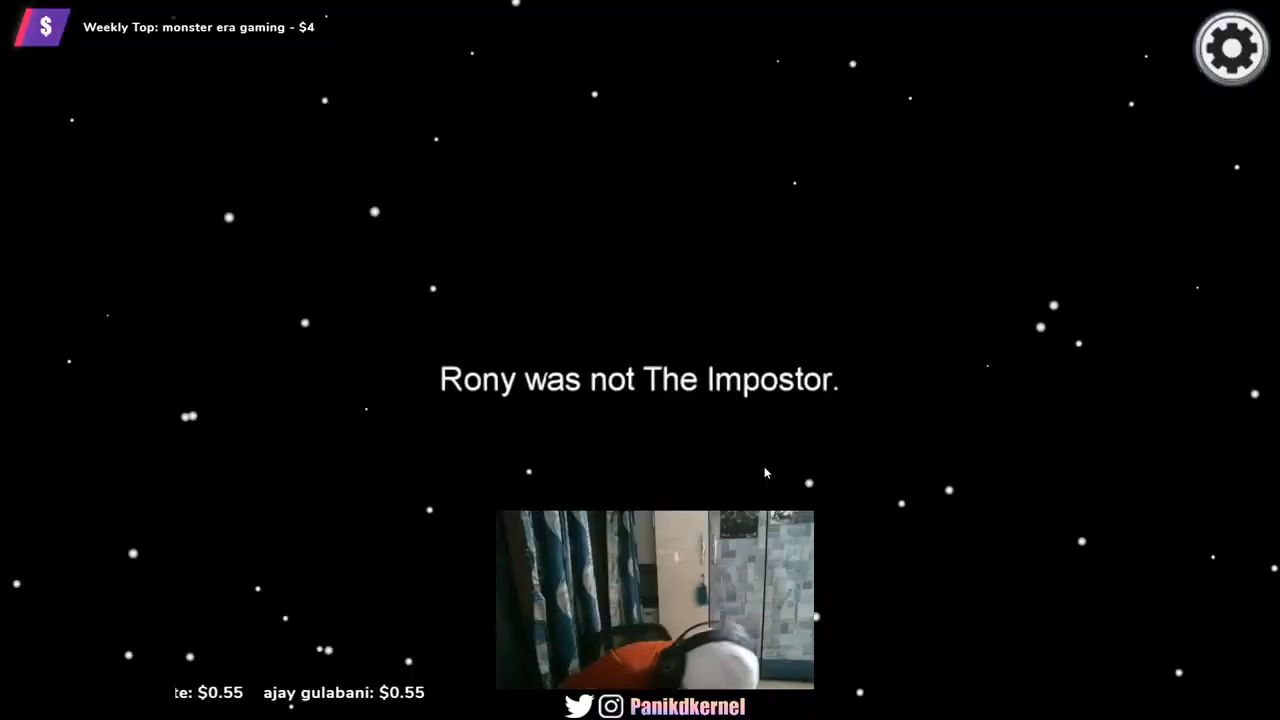 $
Weekly Top: monster era gaming - $4
Rony was not The Impostor.
te: $0.55 ajay gulabani: $0.55
Panikdkernel